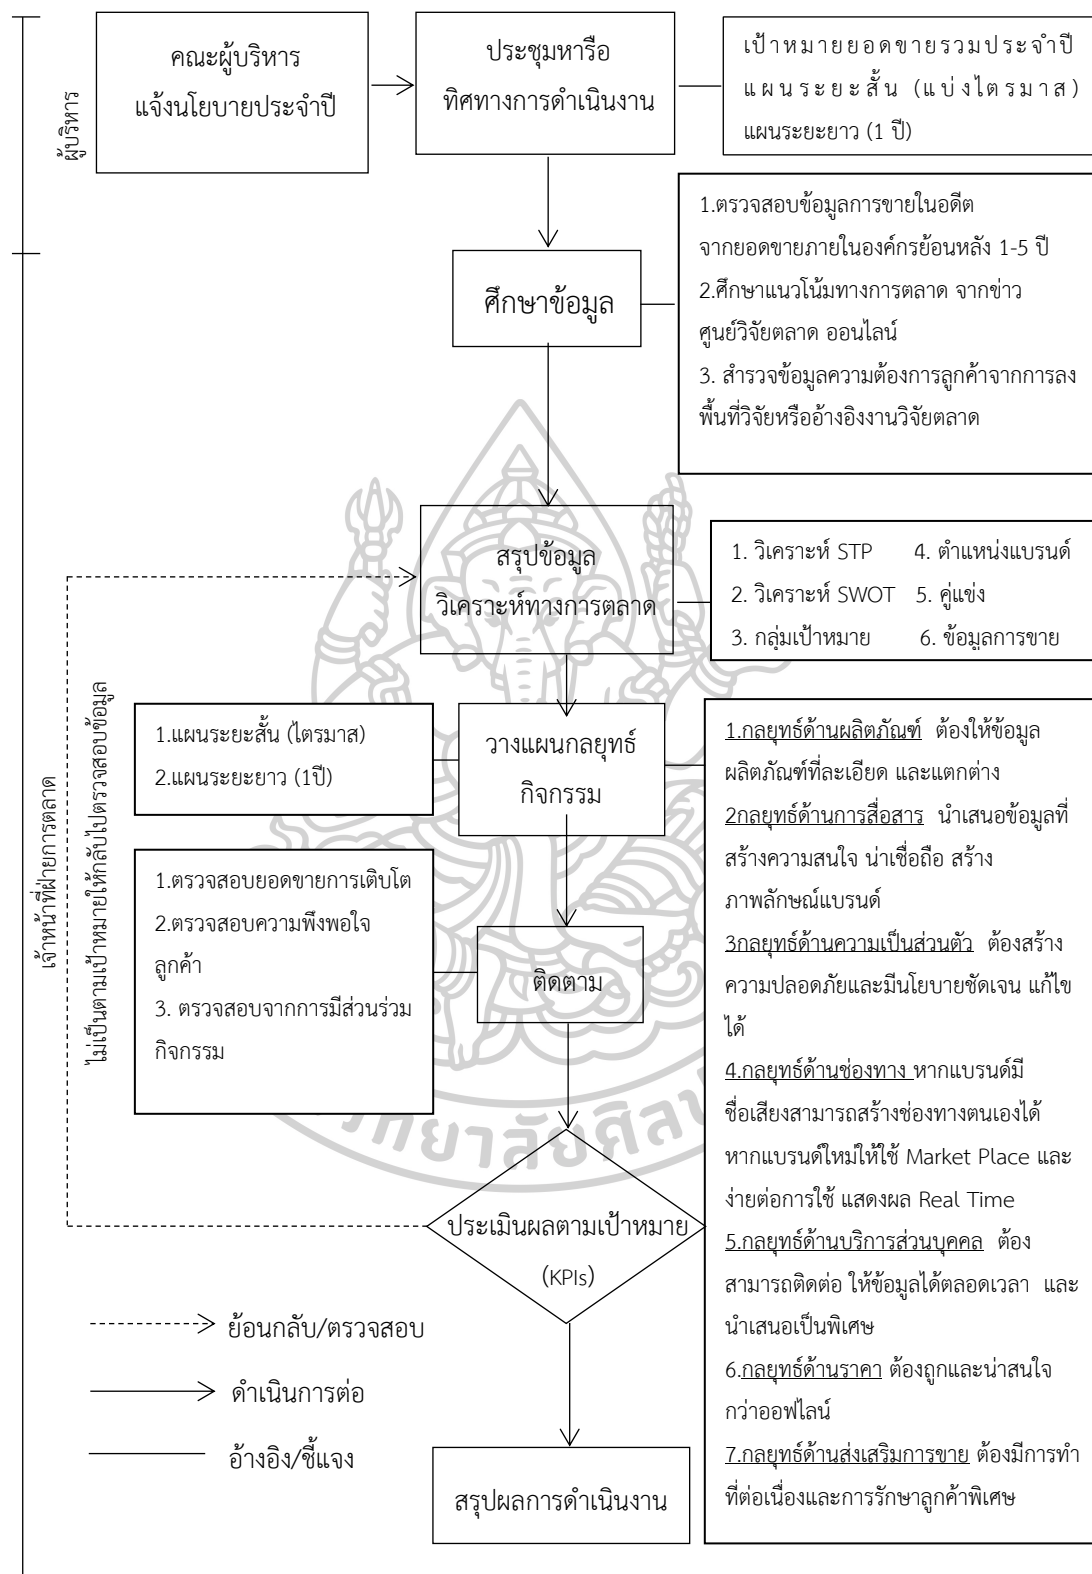 ผู้บริหาร
คณะผู้บริหาร
แจ้งนโยบายประจำปี
ประชุมหารือ
ทิศทางการดำเนินงาน
เป้าหมายยอดขายรวมประจำปี
แผนระยะสั้น (แบ่งไตรมาส)
แผนระยะยาว (1 ปี)
ศึกษาข้อมูล
1.ตรวจสอบข้อมูลการขายในอดีต
จากยอดขายภายในองค์กรย้อนหลัง 1-5 ปี
2.ศึกษาแนวโน้มทางการตลาด จากข่าว
ศูนย์วิจัยตลาด ออนไลน์
3. สำรวจข้อมูลความต้องการลูกค้าจากการลง
พื้นที่วิจัยหรืออ้างอิงงานวิจัยตลาด
สรุปข้อมูล
วิเคราะห์ทางการตลาด
1. วิเคราะห์ STP 4. ตำแหน่งแบรนด์
2. วิเคราะห์ SWOT 5. คู่แข่ง
3. กลุ่มเป้าหมาย 6. ข้อมูลการขาย
เจ้าหน้าที่ฝ่ายการตลาด
ไม่เป็นตามเป้าหมายให้กลับไปตรวจสอบข้อมูล
1.แผนระยะสั้น (ไตรมาส)
2.แผนระยะยาว (1ปี)
วางแผนกลยุทธ์
กิจกรรม
1.กลยุทธ์ด้านผลิตภัณฑ์ ต้องให้ข้อมูล
ผลิตภัณฑ์ที่ละเอียด และแตกต่าง
2กลยุทธ์ด้านการสื่อสาร นำเสนอข้อมูลที่
สร้างความสนใจ น่าเชื่อถือ สร้าง
ภาพลักษณ์แบรนด์
3กลยุทธ์ด้านความเป็นส่วนตัว ต้องสร้าง
ความปลอดภัยและมีนโยบายชัดเจน แก้ไข
ได้
4.กลยุทธ์ด้านช่องทาง หากแบรนด์มี
ชื่อเสียงสามารถสร้างช่องทางตนเองได้
หากแบรนด์ใหม่ให้ใช้ Market Place และ
ง่ายต่อการใช้ แสดงผล Real Time
5.กลยุทธ์ด้านบริการส่วนบุคคล ต้อง
สามารถติดต่อ ให้ข้อมูลได้ตลอดเวลา และ
นำเสนอเป็นพิเศษ
6.กลยุทธ์ด้านราคา ต้องถูกและน่าสนใจ
กว่าออฟไลน์
7.กลยุทธ์ด้านส่งเสริมการขาย ต้องมีการทำ
ที่ต่อเนื่องและการรักษาลูกค้าพิเศษ
1.ตรวจสอบยอดขายการเติบโต
2.ตรวจสอบความพึงพอใจ
ลูกค้า
3. ตรวจสอบจากการมีส่วนร่วม
กิจกรรม
ติดตาม
ประเมินผลตามเป้าหมาย
(KPIs)
ย้อนกลับ/ตรวจสอบ
ดำเนินการต่อ
อ้างอิง/ชี้แจง
สรุปผลการดำเนินงาน